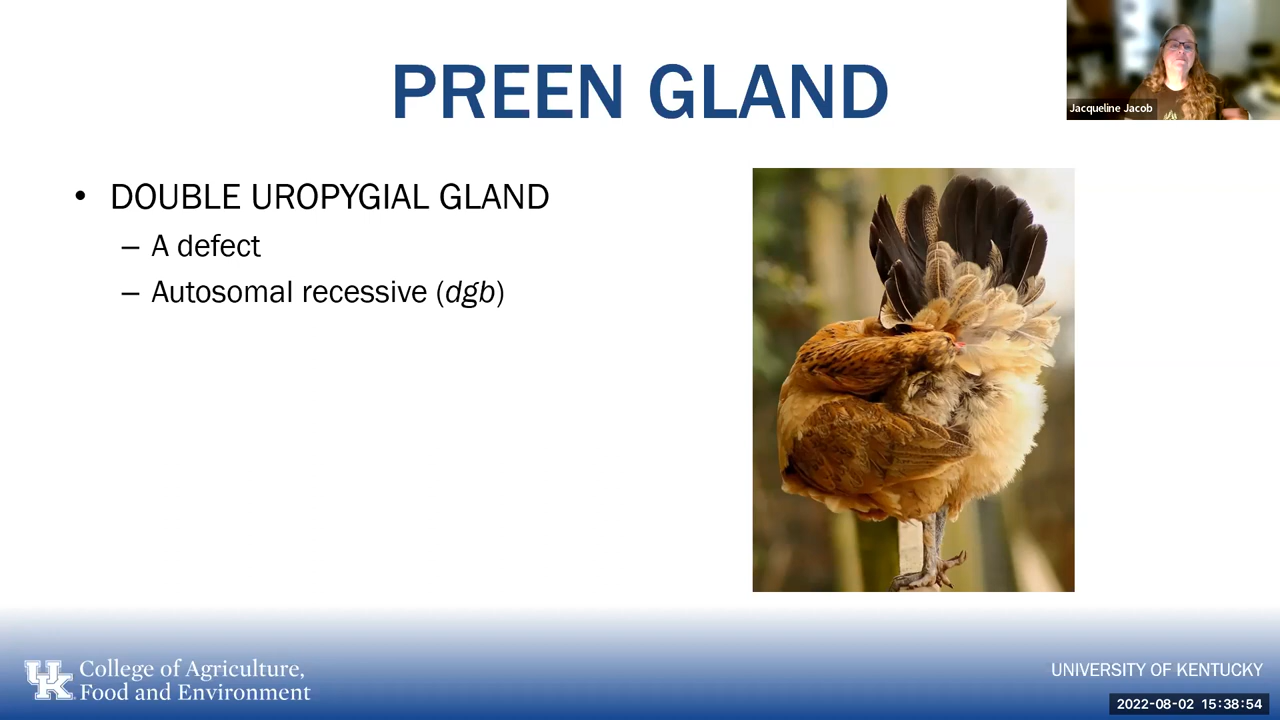 PREEN GLAND
Jacqueline Jacob
• DOUBLE UROPYGIAL GLAND
– A defect
– Autosomal recessive (dgb)
UK College of Agriculture,
Food and Environment
UNIVERSITY OF KENTUCKY
2022-08-02 15:38:54